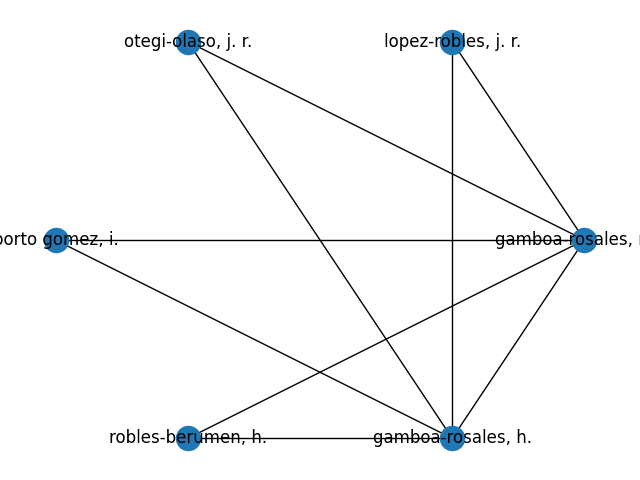 otegi-olaso, j. r.
lopez-robles, j. r.
porto gomez, i.
gamboa-rosales,
robles-berumen, h.
gamboa-rosales, h.